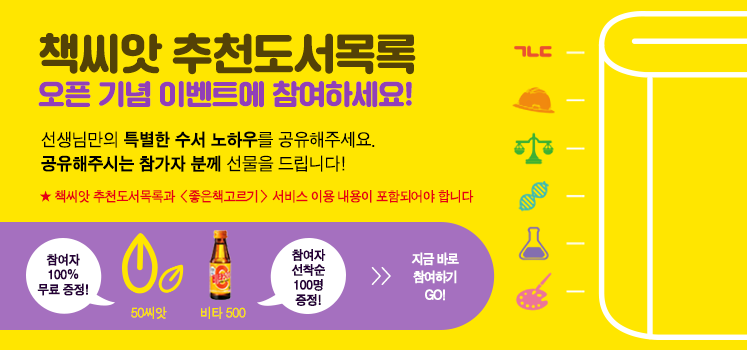 책씨앗 추천도서목록
오픈 기념 이벤트에 참여하세요!
선생님만의 특별한 수서 노하우를 공유해주세요.
공유해주시는 참가자 분께 선물을 드립니다!
★ 책씨앗 추천도서목록과 <좋은책고르기> 서비스 이용 내용이 포함되어야 합니다
참여자
100%
무료 증정!
50씨앗
비타 500
참여자
선착순
100명
증정!
>>
지금 바로
참여하기
GO!
ㄱㄴㄷ